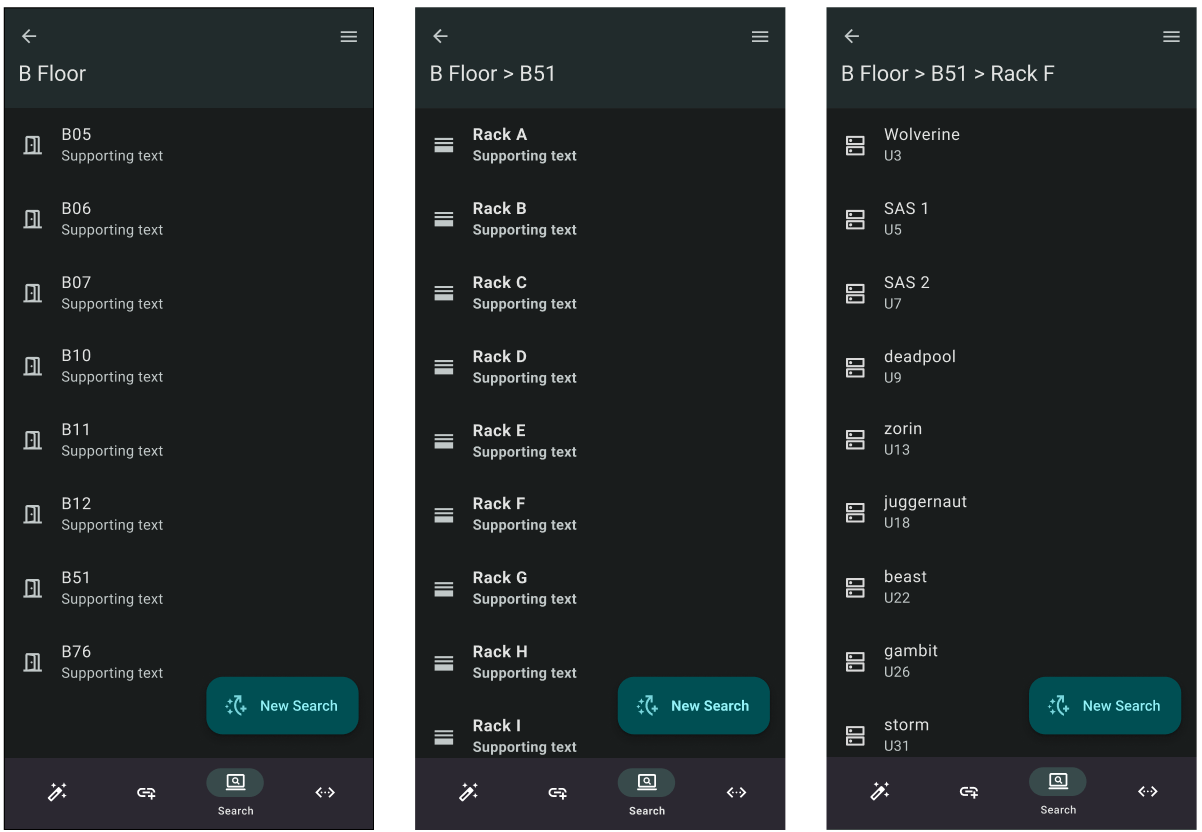 B Floor
B05
Supporting text
B06
Supporting text
B07
Supporting text
B10
Supporting text
B11
Supporting text
B12
Supporting text
B51
Supporting text
B76
Supporting text
New Search
Search
B Floor > B51
Rack A
Supporting text
Rack B
Supporting text
Rack C
Supporting text
Rack D
Supporting text
Rack E
Supporting text
Rack F
Supporting text
Rack G
Supporting text
Rack H
Supporting text
Rack I
Supporting text
New Search
Search
B Floor > B51 > Rack F
Wolverine
U3
SAS 1
U5
SAS 2
U7
deadpool
U9
zorin
U13
juggernaut
U18
beast
U22
gambit
U26
storm
U31
New Search
Search